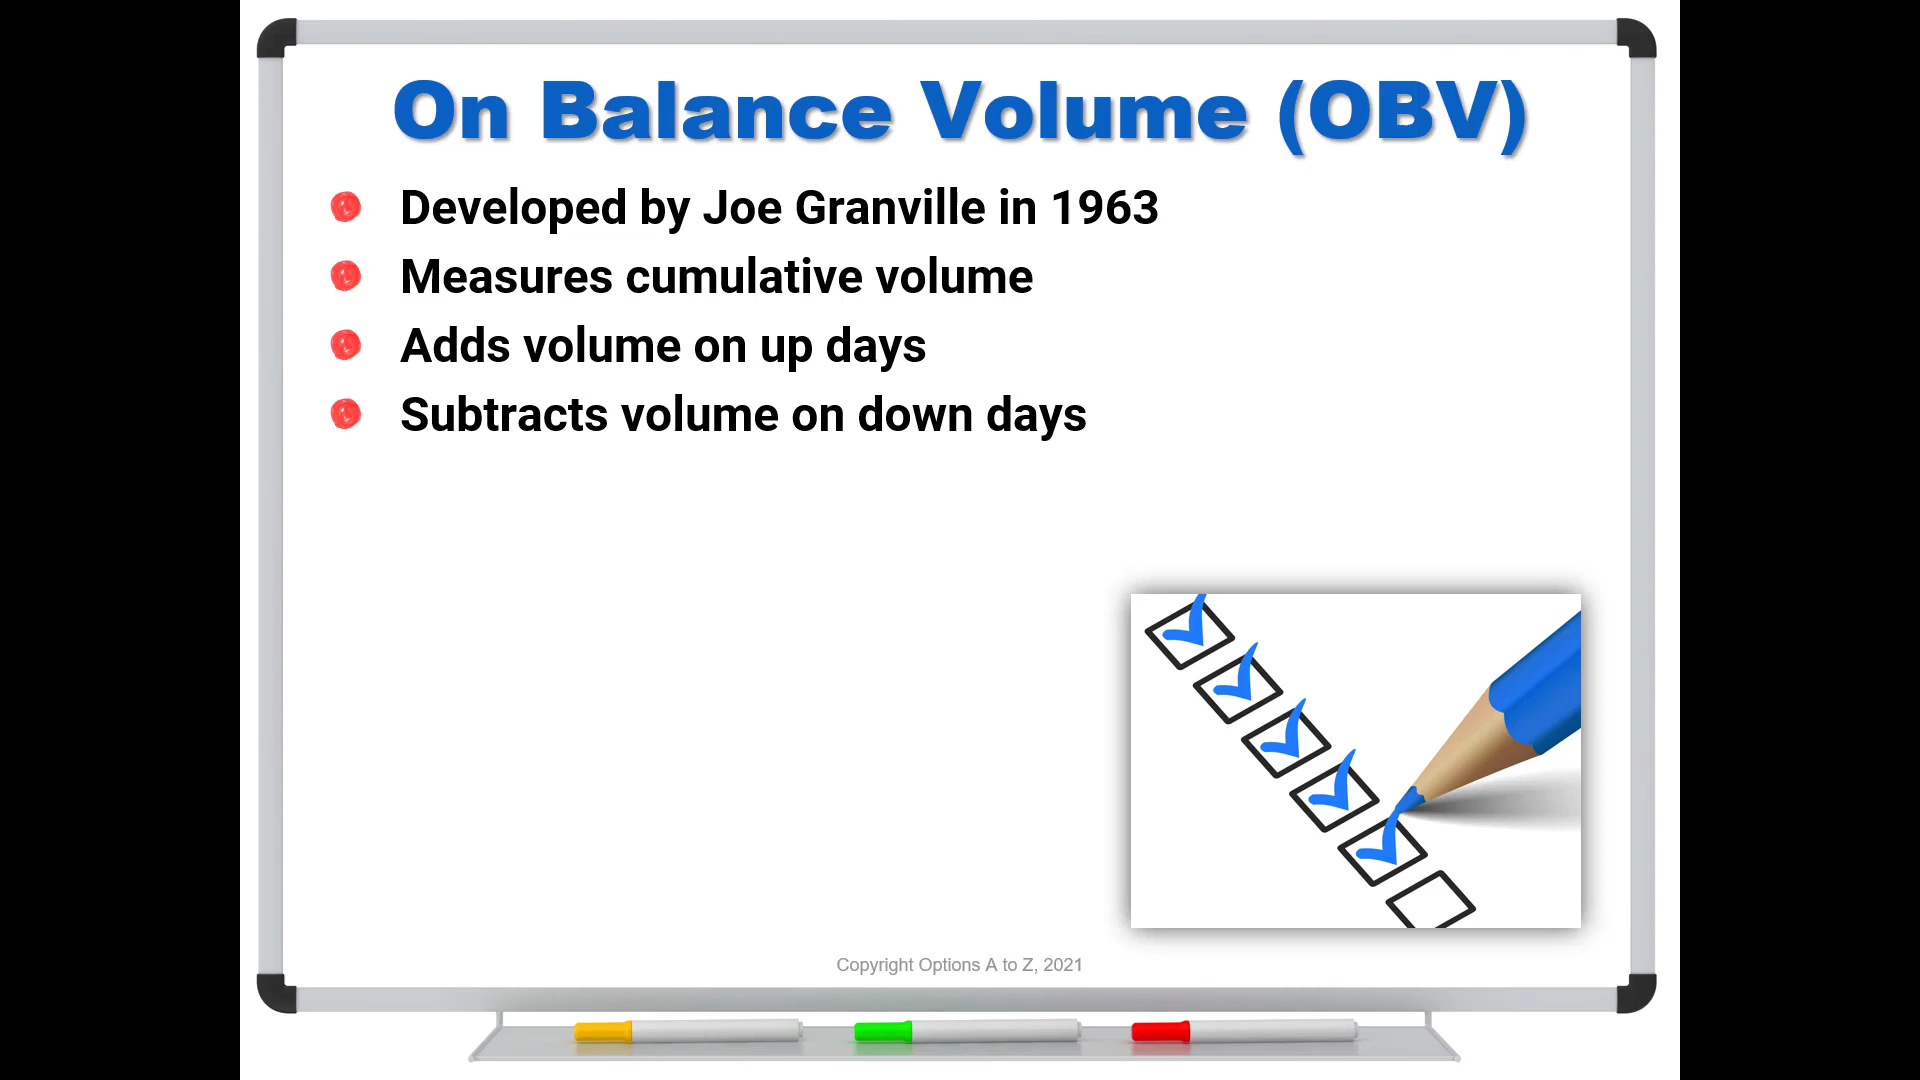 On Balance Volume (OBV)
Developed by Joe Granville in 1963
Measures cumulative volume
Adds volume on up days
Subtracts volume on down days
Copyright Options A to Z, 2021